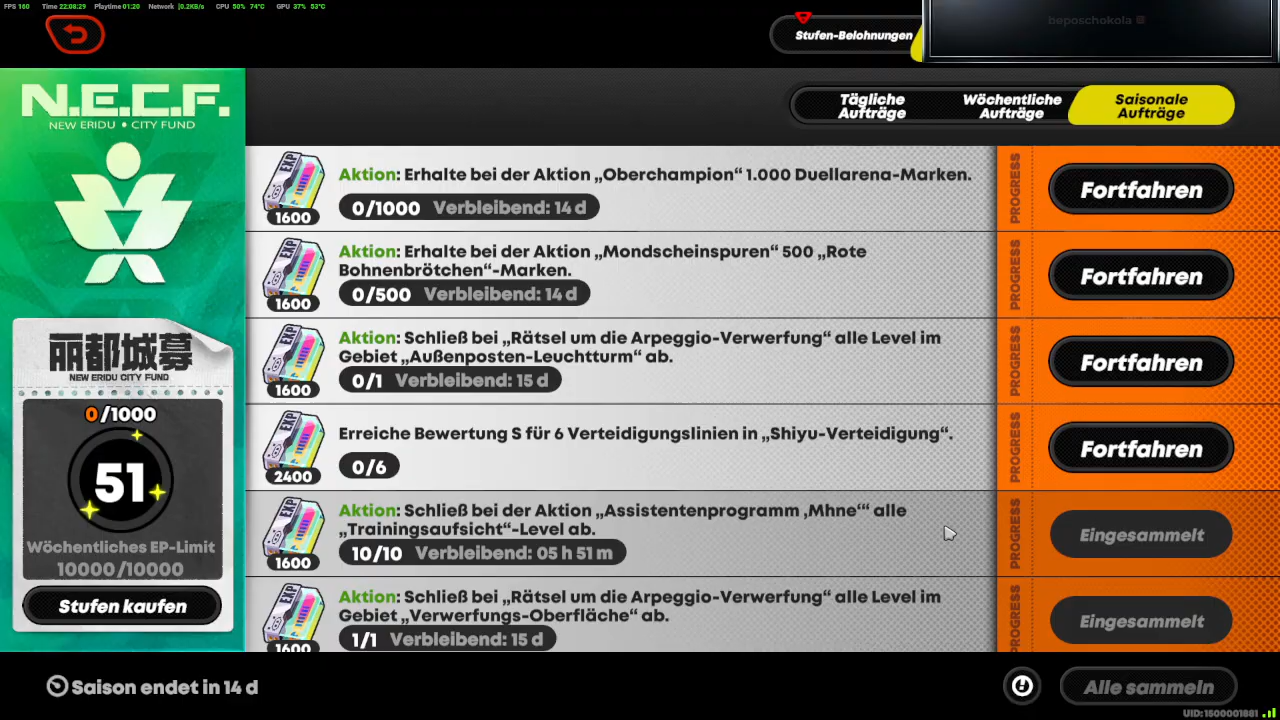 FPS 160 Time 22:08:29 Playtime 01:20 Network [0.2KB/s] CPU 50% 74°C GPU 37% 53°C
Stufen-Belohnungen
beposchokola
N.E.C.F.
NEW ERIDU • CITY FUND
Tägliche Aufträge
Wöchentliche Aufträge
Saisonale Aufträge
Aktion: Erhalte bei der Aktion „Oberchampion“ 1.000 Duellarena-Marken.
EXP
1600
0/1000 Verbleibend: 14 d
PROGRESS
Fortfahren
Aktion: Erhalte bei der Aktion „Mondscheinspuren“ 500 „Rote
Bohnenbrötchen“-Marken.
EXP
1600
0/500 Verbleibend: 14 d
PROGRESS
Fortfahren
Aktion: Schließ bei „Rätsel um die Arpeggio-Verwerfung“ alle Level im
Gebiet „Außenposten-Leuchtturm“ ab.
EXP
1600
0/1 Verbleibend: 15 d
PROGRESS
Fortfahren
Erreiche Bewertung S für 6 Verteidigungslinien in „Shiyu-Verteidigung“.
EXP
2400
0/6
PROGRESS
Fortfahren
Aktion: Schließ bei der Aktion „Assistentenprogramm ‚Mhne‘“ alle
„Trainingsaufsicht“-Level ab.
EXP
1600
10/10 Verbleibend: 05 h 51 m
PROGRESS
Eingesammelt
Aktion: Schließ bei „Rätsel um die Arpeggio-Verwerfung“ alle Level im
Gebiet „Verwerfungs-Oberfläche“ ab.
EXP
1600
1/1 Verbleibend: 15 d
PROGRESS
Eingesammelt
丽都城募
NEW ERIDU CITY FUND
0/1000
51
Wöchentliches EP-Limit
10000/10000
Stufen kaufen
Saison endet in 14 d
Alle sammeln
UID: 1500001881